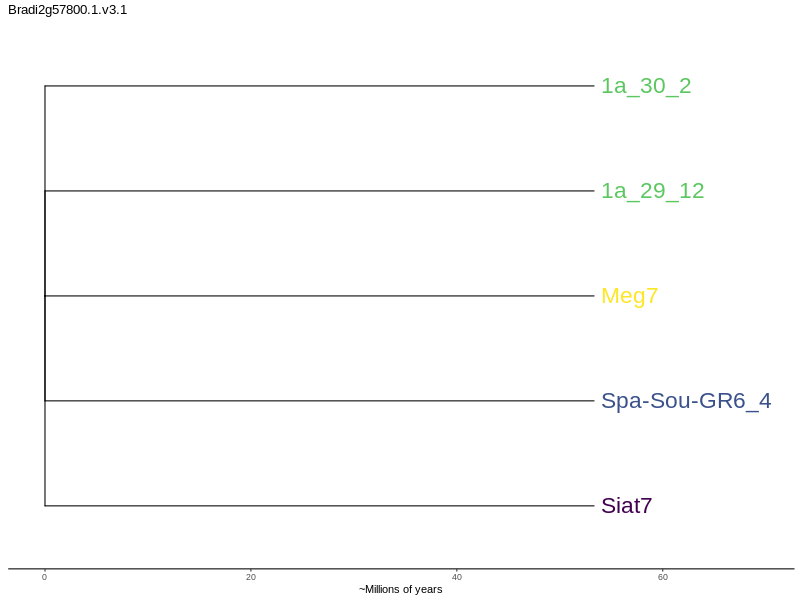 Bradi2g57800.1.v3.1
1a_30_2
1a_29_12
Meg7
Spa-Sou-GR6_4
Siat7
0 20 40 60
~Millions of years